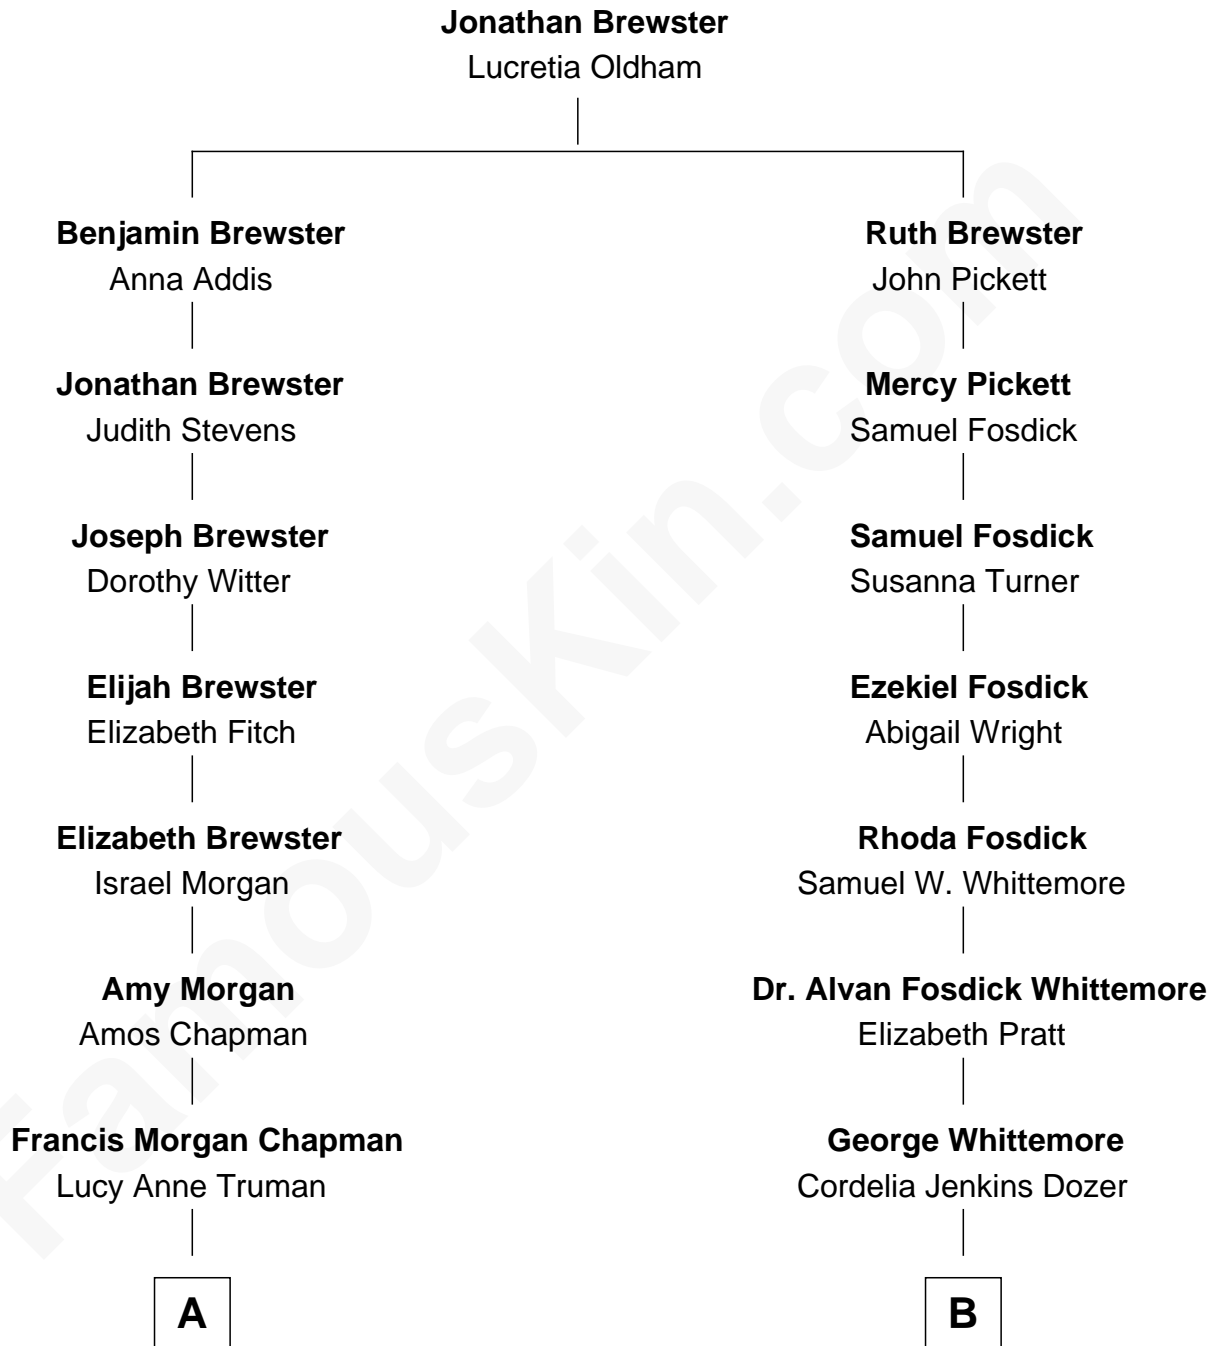 Jonathan Brewster
Lucretia Oldham
Benjamin Brewster
Anna Addis
Jonathan Brewster
Judith Stevens
Joseph Brewster
Dorothy Witter
Elijah Brewster
Elizabeth Fitch
Elizabeth Brewster
Israel Morgan
Amy Morgan
Amos Chapman
Francis Morgan Chapman
Lucy Anne Truman
A
Ruth Brewster
John Pickett
Mercy Pickett
Samuel Fosdick
Samuel Fosdick
Susanna Turner
Ezekiel Fosdick
Abigail Wright
Rhoda Fosdick
Samuel W. Whittemore
Dr. Alvan Fosdick Whittemore
Elizabeth Pratt
George Whittemore
Cordelia Jenkins Dozer
B
FamousKin.com